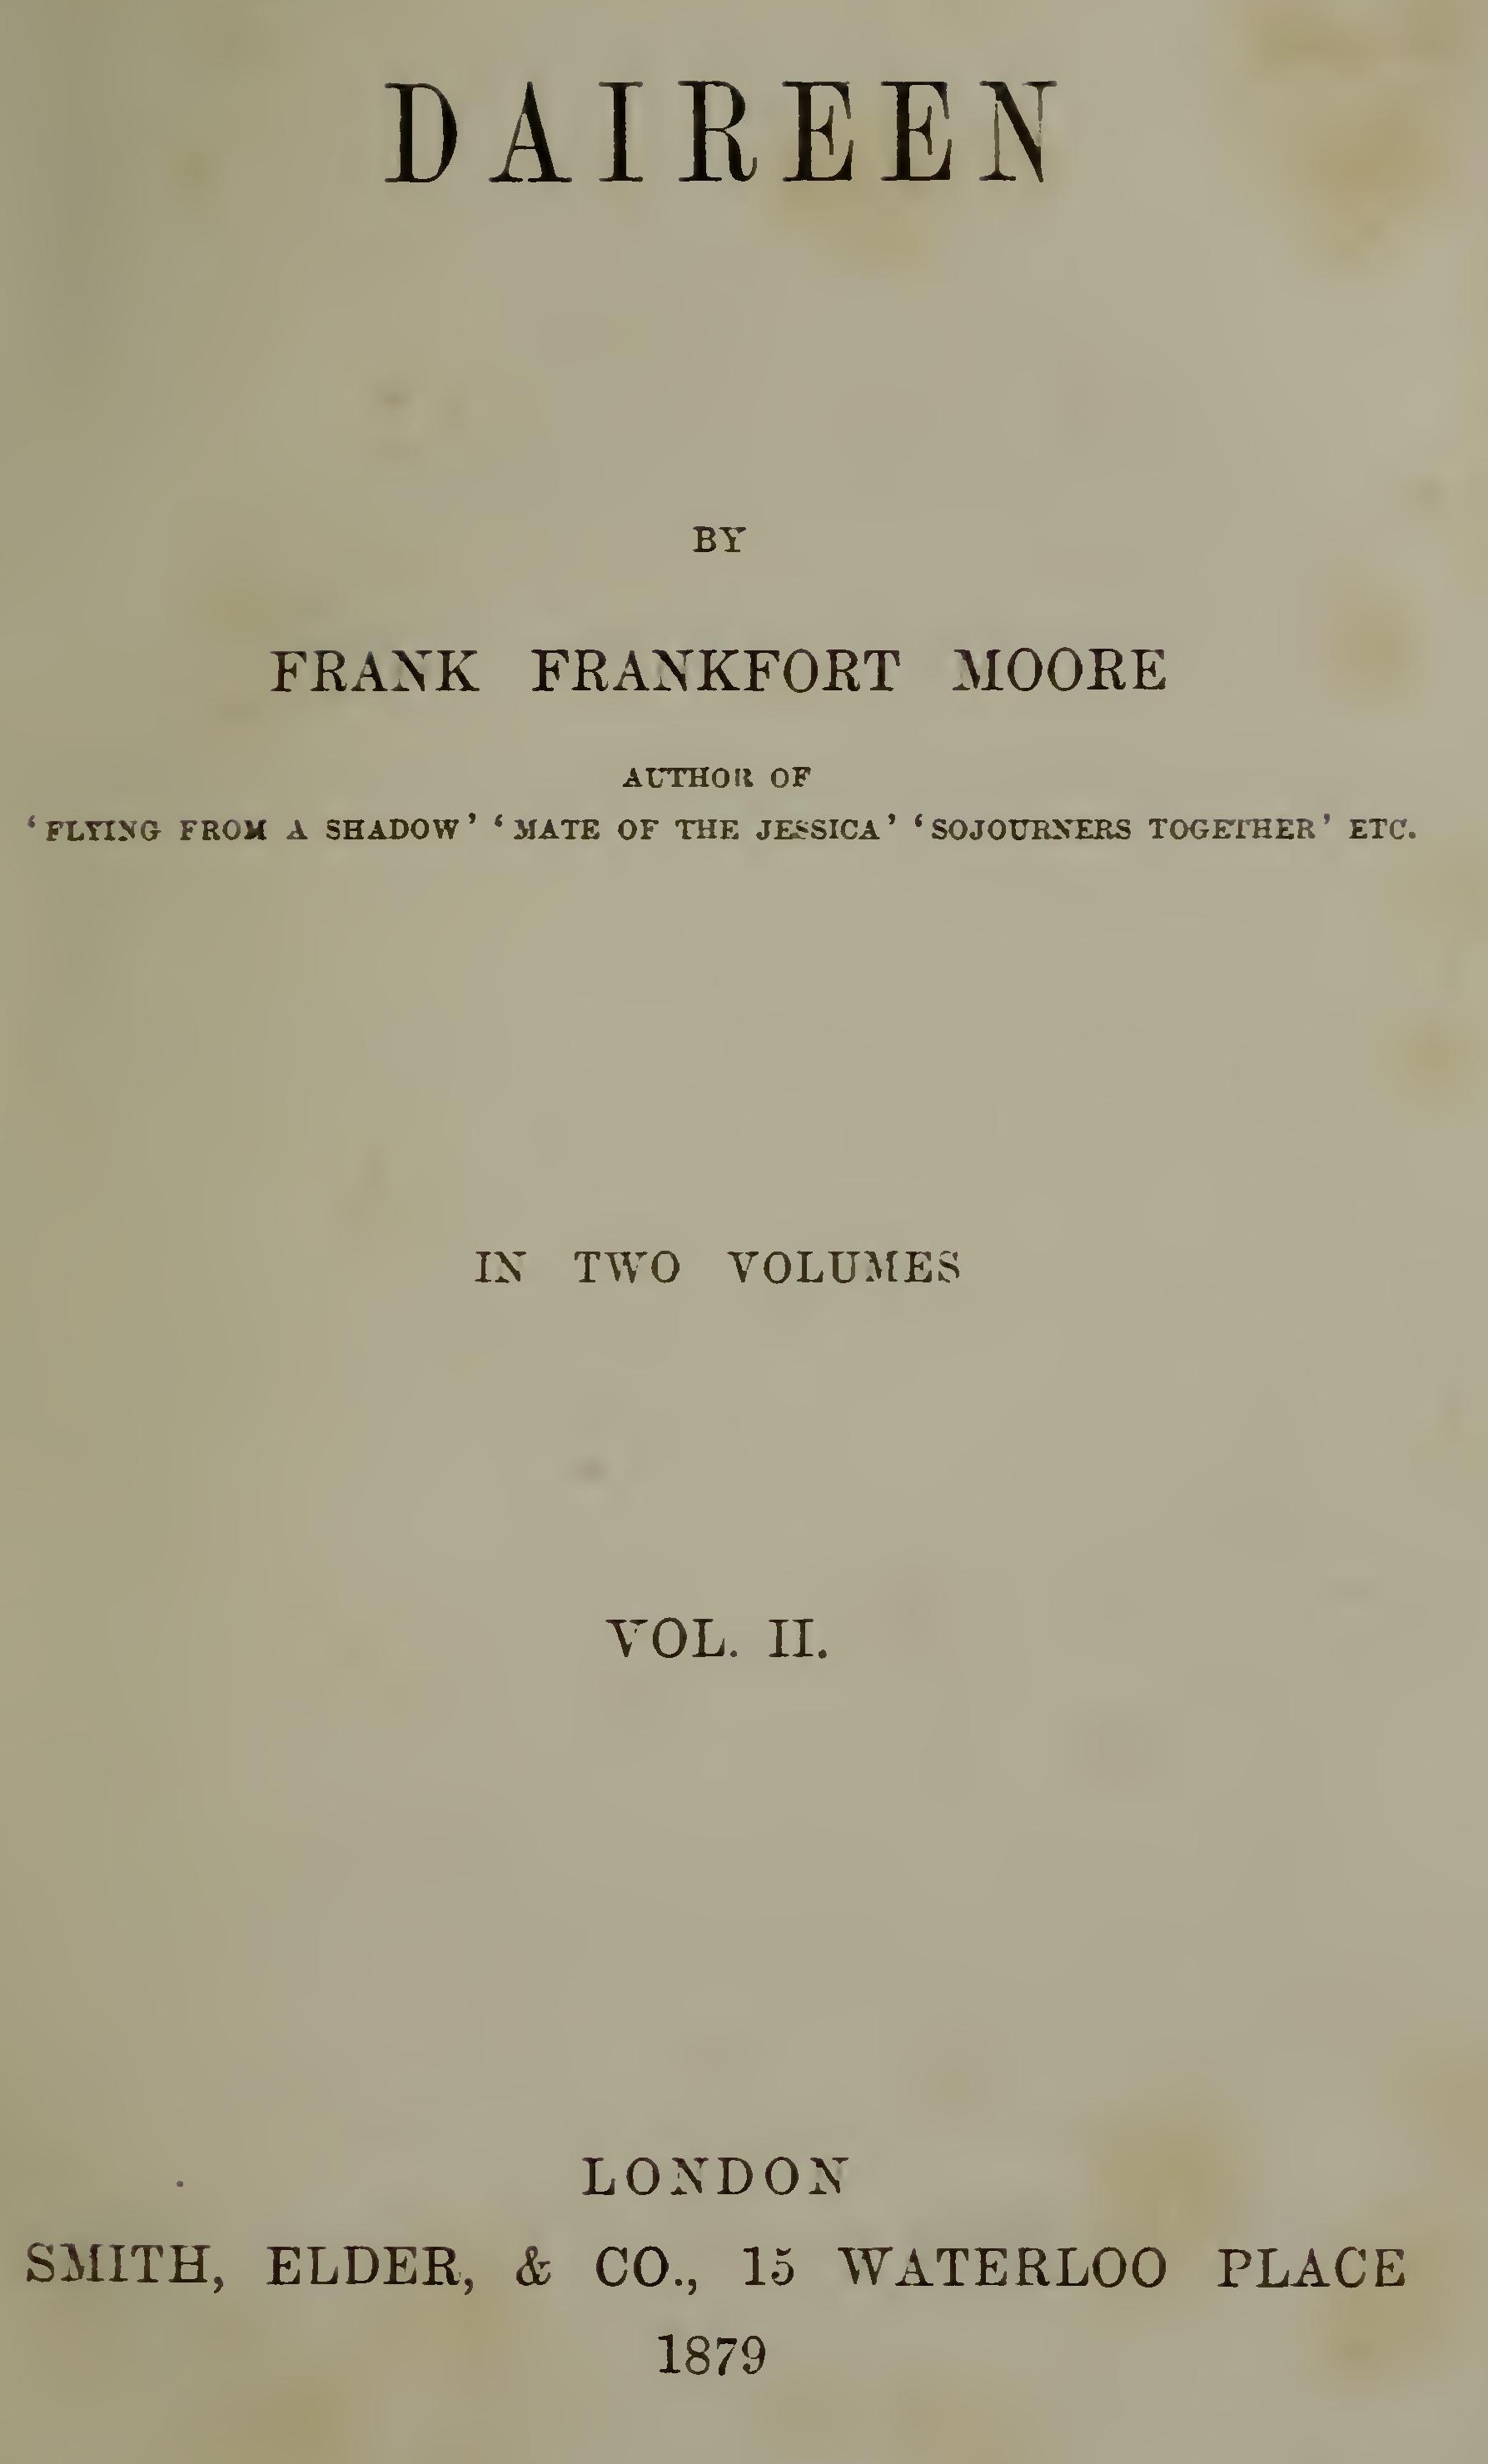 DAIREEN
BY
FRANK FRANKFORT MOORE
AUTHOR OF
‘FLYING FROM A SHADOW’ ‘MATE OF THE JESSICA’ ‘SOJOURNERS TOGETHER’ ETC.
IN TWO VOLUMES
VOL. II.
LONDON
SMITH, ELDER, & CO., 15 WATERLOO PLACE
1879